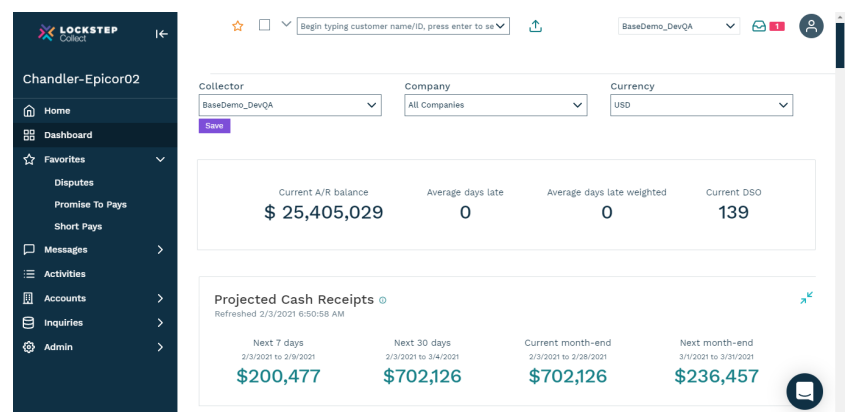 LOCKSTEP
Collect
Chandler-Epicor02
Home
Dashboard
Favorites
Disputes
Promise To Pays
Short Pays
Messages
Activities
Accounts
Inquiries
Admin
Begin typing customer name/ID, press enter to se
BaseDemo_DevQA
1
Collector Company Currency
BaseDemo_DevQA All Companies USD
Save
Current A/R balance Average days late Average days late weighted Current DSO
$ 25,405,029 0 0 139
Projected Cash Receipts
Refreshed 2/3/2021 6:50:58 AM
Next 7 days Next 30 days Current month-end Next month-end
2/3/2021 to 2/9/2021 2/3/2021 to 3/4/2021 2/3/2021 to 2/28/2021 3/1/2021 to 3/31/2021
$200,477 $702,126 $702,126 $236,457